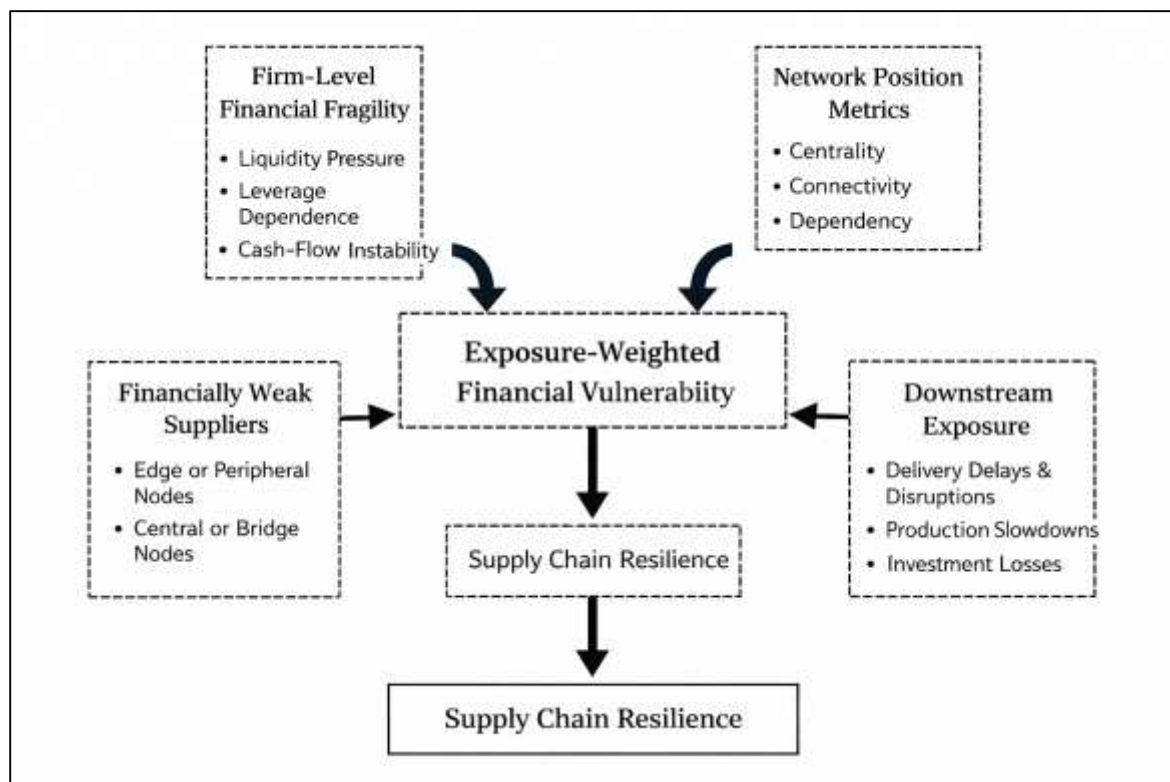 Firm-Level
Financial Fragility
• Liquidity Pressure
• Leverage
Dependence
• Cash-Flow Instability
Network Position
Metrics
• Centrality
• Connectivity
• Dependency
Exposure-Weighted
Financial Vulnerabiity
Financially Weak
Suppliers
• Edge or Peripheral
Nodes
• Central or Bridge
Nodes
Downstream
Exposure
• Delivery Delays &
Disruptions
• Production Slowdowns
• Investment Losses
Supply Chain Resilience
Supply Chain Resilience